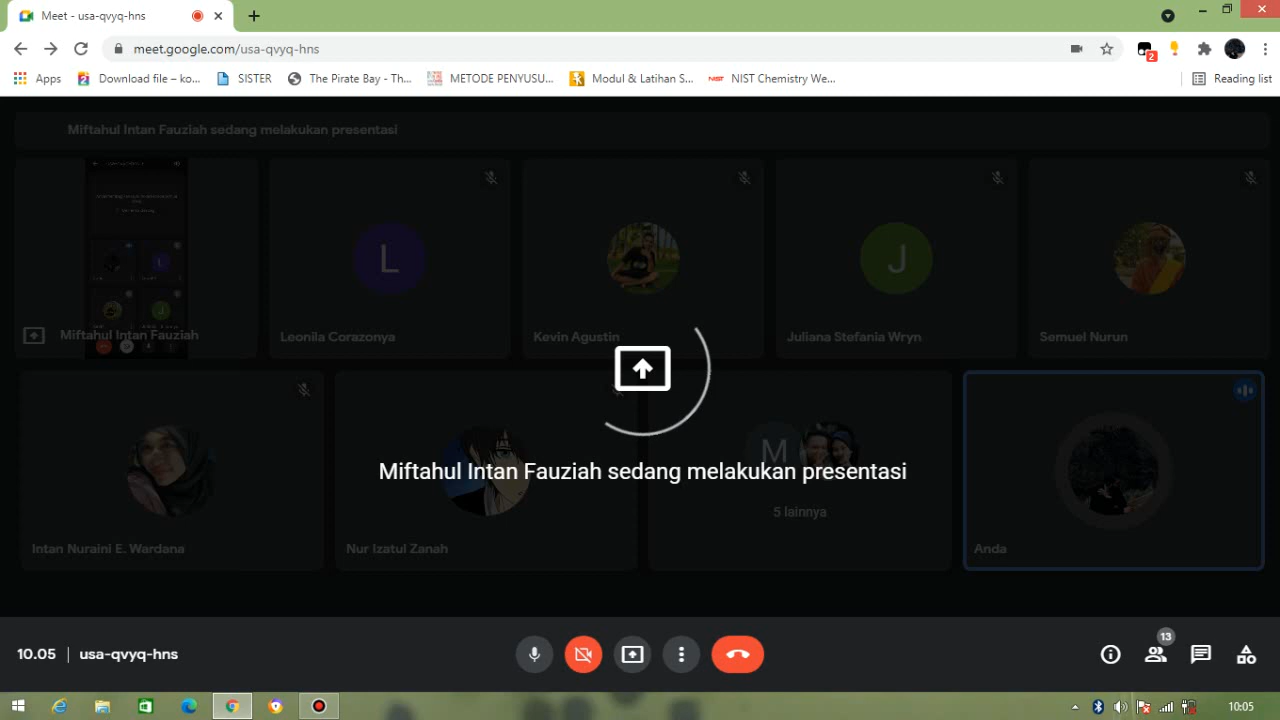 Meet - usa-qvyq-hns
meet.google.com/usa-qvyq-hns
2
Apps
Download file – ko...
SISTER
The Pirate Bay - Th...
METODE PENYUSU...
Modul & Latihan S...
NIST Chemistry We...
Reading list
Miftahul Intan Fauziah sedang melakukan presentasi
L
J
Miftahul Intan Fauziah
Leonila Corazonya
Kevin Agustin
Juliana Stefania Wryn
Semuel Nurun
M
Miftahul Intan Fauziah sedang melakukan presentasi
5 lainnya
Intan Nuraini E. Wardana
Nur Izatul Zanah
Anda
10.05 | usa-qvyq-hns
13
10:05